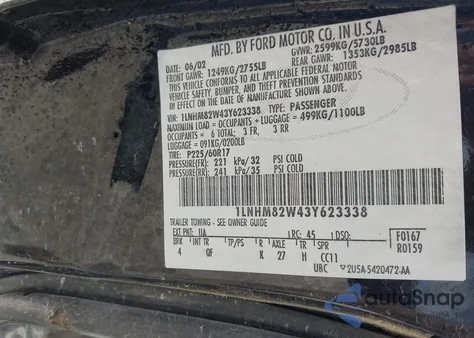 MFD. BY FORD MOTOR CO. IN U.S.A.
DATE: 06/02 GVWR: 2599KG/5730LB
FRONT GAWR: 1249KG/2755LB REAR GAWR: 1353KG/2985LB
THIS VEHICLE CONFORMS TO ALL APPLICABLE FEDERAL MOTOR
VEHICLE SAFETY, BUMPER, AND THEFT PREVENTION STANDARDS
IN EFFECT ON THE DATE OF MANUFACTURE SHOWN ABOVE.
VIN: 1LNHM82W43Y623338 TYPE: PASSENGER
MAXIMUM LOAD = OCCUPANTS + LUGGAGE = 499KG/1100LB
OCCUPANTS = 6 TOTAL; 3 FR, 3 RR
LUGGAGE = 091KG/0200LB
TIRE: P225/60R17
PRESSURE(FR) 221 kPa/32 PSI COLD
PRESSURE(RR) 241 kPa/35 PSI COLD
1LNHM82W43Y623338
TRAILER TOWING - SEE OWNER GUIDE
EXT PNT: UA RC: 45 DSO: F0167
BRK INT TR TP/PS R AXLE TR SPR R0159
4 QF K 27 H CC11
UBC 2U5A-5420472-AA
autoSnap